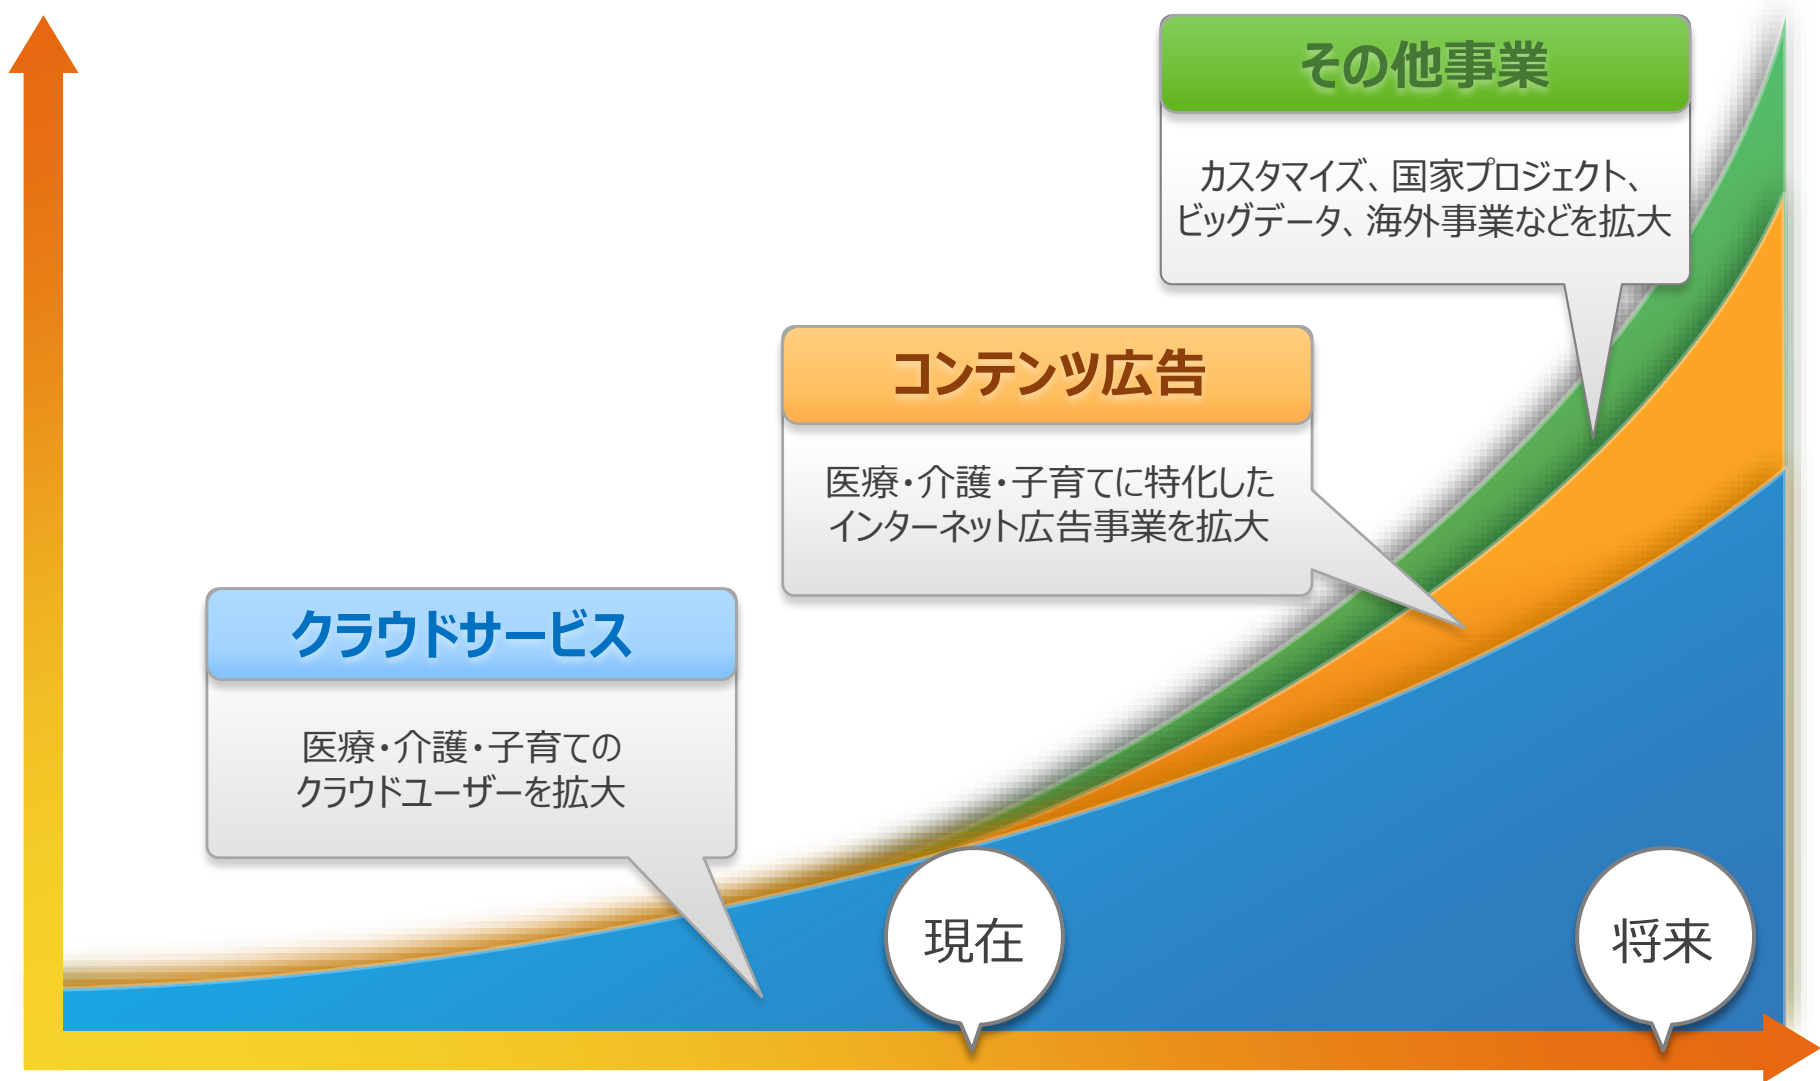 その他事業
カスタマイズ、国家プロジェクト、
ビッグデータ、海外事業などを拡大
コンテンツ広告
医療・介護・子育てに特化した
インターネット広告事業を拡大
クラウドサービス
医療・介護・子育ての
クラウドユーザーを拡大
現在
将来